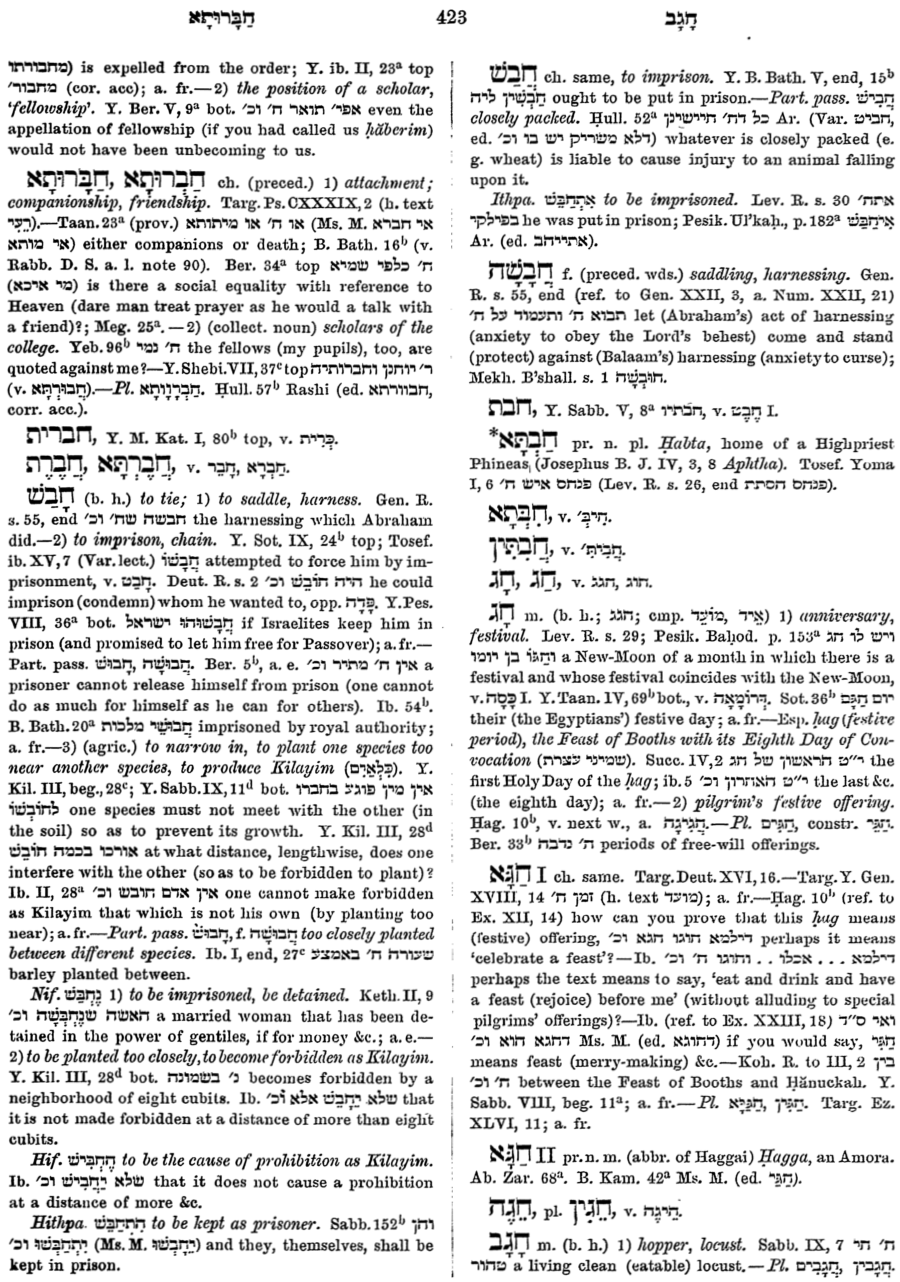 חַבָּרוּתָא
423
חָגָב
מחבורתו) is expelled from the order; Y. ib. II, 23ᵃ top
מחבור׳ (cor. acc); a. fr.—2) the position of a scholar,
‘fellowship’. Y. Ber. V, 9ᵃ bot. אפי׳ תואר ח׳ וכ׳ even the
appellation of fellowship (if you had called us ḥăberim)
would not have been unbecoming to us.
חַבְרוּתָא, חַבָּרוּתָא ch. (preced.) 1) attachment;
companionship, friendship. Targ. Ps. CXXXIX, 2 (h. text
רֵעִי).—Taan. 23ᵃ (prov.) או ח׳ או מיתותא (Ms. M. אי חברא
אי מותא) either companions or death; B. Bath. 16ᵇ (v.
Rabb. D. S. a. l. note 90). Ber. 34ᵃ top ח׳ כלפי שמיא
(מי איכא) is there a social equality with reference to
Heaven (dare man treat prayer as he would a talk with
a friend)?; Meg. 25ᵃ.—2) (collect. noun) scholars of the
college. Yeb. 96ᵇ ח׳ נמי the fellows (my pupils), too, are
quoted against me?—Y. Shebi. VII, 37ᶜ top ר׳ יוחנן וחברותיה
(v. חֲבוּרְתָּא).—Pl. חַבְרָוָותָא. Ḥull. 57ᵇ Rashi (ed. חבוורתא,
corr. acc.).
חברית, Y. M. Kat. I, 80ᵇ top, v. כְּרִית.
חֲבֶרֶת, חֲבֶרְתָּא, חֲבֶרֶת, v. חַבְרָא, חָבֵר.
חָבַשׁ (b. h.) to tie; 1) to saddle, harness. Gen. R.
s. 55, end חבשה שח׳ וכ׳ the harnessing which Abraham
did.—2) to imprison, chain. Y. Sot. IX, 24ᵇ top; Tosef.
ib. XV, 7 (Var. lect.) חֲבָשׁוֹ attempted to force him by im-
prisonment, v. חָבַט. Deut. R. s. 2 היה חוֹבֵשׁ וכ׳ he could
imprison (condemn) whom he wanted to, opp. פָּדָה. Y. Pes.
VIII, 36ᵃ bot. חֲבָשׁוּהוּ ישראל if Israelites keep him in
prison (and promised to let him free for Passover); a. fr.—
Part. pass. חָבוּשׁ, חֲבוּשָׁה. Ber. 5ᵇ, a. e. אין ח׳ מתיר וכ׳ a
prisoner cannot release himself from prison (one cannot
do as much for himself as he can for others). Ib. 54ᵇ.
B. Bath. 20ᵃ חֲבוּשֵׁי מלכות imprisoned by royal authority;
a. fr.—3) (agric.) to narrow in, to plant one species too
near another species, to produce Kilayim (כִּלְאַיִם). Y.
Kil. III, beg., 28ᶜ; Y. Sabb. IX, 11ᵈ bot. אין מין פוגע בחברו
לחוֹבְשׁוֹ one species must not meet with the other (in
the soil) so as to prevent its growth. Y. Kil. III, 28ᵈ
אורכו בכמה חוֹבֵשׁ at what distance, lengthwise, does one
interfere with the other (so as to be forbidden to plant)?
Ib. II, 28ᵃ אין אדם חובש וכ׳ one cannot make forbidden
as Kilayim that which is not his own (by planting too
near); a. fr.—Part. pass. חָבוּשׁ, f. חֲבוּשָׁה too closely planted
between different species. Ib. I, end, 27ᶜ שעורה ח׳ באמצע
barley planted between.
Nif. נֶחְבַּשׁ 1) to be imprisoned, be detained. Keth. II, 9
האשה שנֶחְבְּשָׁה וכ׳ a married woman that has been de-
tained in the power of gentiles, if for money &c.; a. e.—
2) to be planted too closely, to become forbidden as Kilayim.
Y. Kil. III, 28ᵈ bot. נ׳ בשמונה becomes forbidden by a
neighborhood of eight cubits. Ib. שלא יֵחָבֵשׁ אלא וכ׳ that
it is not made forbidden at a distance of more than eight
cubits.
Hif. הֶחְבִּישׁ to be the cause of prohibition as Kilayim.
Ib. שלא יַחְבִּישׁ וכ׳ that it does not cause a prohibition
at a distance of more &c.
Hithpa. הִתְחַבֵּשׁ to be kept as prisoner. Sabb. 152ᵇ והן
יִתְחַבְּשׁוּ וכ׳ (Ms. M. יֵחָבְשׁוּ) and they, themselves, shall be
kept in prison.
חֲבַשׁ ch. same, to imprison. Y. B. Bath. V, end, 15ᵇ
חָבְשִׁין ליה ought to be put in prison.—Part. pass. חֲבִישׁ
closely packed. Ḥull. 52ᵃ כל דח׳ חיישינן Ar. (Var. חביט,
ed. דלא משריק יש בו וכ׳) whatever is closely packed (e.
g. wheat) is liable to cause injury to an animal falling
upon it.
Ithpa. אִתְחַבֵּשׁ to be imprisoned. Lev. R. s. 30 אתח׳
בפילקי he was put in prison; Pesik. Ulʼkaḥ., p. 182ᵃ אִיחַבַּשׁ
Ar. (ed. אתייהב).
חֲבָשָׁה f. (preced. wds.) saddling, harnessing. Gen.
R. s. 55, end (ref. to Gen. XXII, 3, a. Num. XXII, 21)
תבוא ח׳ ותעמוד על ח׳ let (Abraham's) act of harnessing
(anxiety to obey the Lord's behest) come and stand
(protect) against (Balaam's) harnessing (anxiety to curse);
Mekh. B'shall. s. 1 חוּבְשָׁה.
חבת, Y. Sabb. V, 8ᵃ חבתיו, v. חֲבָט I.
חַבְתָּא* pr. n. pl. Ḥabta, home of a Highpriest
Phineas, (Josephus B. J. IV, 3, 8 Aphtha). Tosef. Yoma
I, 6 פנחס איש ח׳ (Lev. R. s. 26, end פנחס הסתת).
חִבְּתָא, v. חִיבְּ׳.
חֲבִתִּין, v. חֲבִתְּ׳.
חָג, חַג, v. חוג, חגג.
חָג m. (b. h.; חגג; cmp. אֵיד, מוֹעֵד) 1) anniversary,
festival. Lev. R. s. 29; Pesik. Baḥod. p. 153ᵃ ויש לו חג
וחַגּוֹ בן יומו a New-Moon of a month in which there is a
festival and whose festival coincides with the New-Moon,
v. כֶּסֶה I. Y. Taan. IV, 69ᵇ bot., v. דְּרוֹמָאָה. Sot. 36ᵇ יום חַגָּם
their (the Egyptians') festive day; a. fr.—Esp. ḥag (festive
period), the Feast of Booths with its Eighth Day of Con-
vocation (שמיני עצרת). Succ. IV, 2 י״ט הראשון של חג the
first Holy Day of the ḥag; ib. 5 י״ט האחרון וכ׳ the last &c.
(the eighth day); a. fr.—2) pilgrim's festive offering.
Ḥag. 10ᵇ, v. next w., a. חֲגִיגָה.—Pl. חַגִּים, constr. חַגֵּי.
Ber. 33ᵇ ח׳ נדבה periods of free-will offerings.
חַגָּא I ch. same. Targ. Deut. XVI, 16.—Targ. Y. Gen.
XVIII, 14 זמן ח׳ (h. text מועד); a. fr.—Ḥag. 10ᵇ (ref. to
Ex. XII, 14) how can you prove that this ḥag means
(festive) offering, דילמא חוגו חגא וכ׳ perhaps it means
‘celebrate a feast’?—Ib. דילמא . . . אכלו . . וחוגו ח׳ וכ׳
perhaps the text means to say, ‘eat and drink and have
a feast (rejoice) before me’ (without alluding to special
pilgrims' offerings)?—Ib. (ref. to Ex. XXIII, 18) ואי ס״ד
חַגִּי דחגא הוא וכ׳ Ms. M. (ed. דחוגא) if you would say,
means feast (merry-making) &c.—Koh. R. to III, 2 בין
ח׳ וכ׳ between the Feast of Booths and Ḥănuckah. Y.
Sabb. VIII, beg. 11ᵃ; a. fr.—Pl. חַגִּין, חַגַּיָּא. Targ. Ez.
XLVI, 11; a. fr.
חַגָּא II pr. n. m. (abbr. of Haggai) Ḥagga, an Amora.
Ab. Zar. 68ᵃ. B. Kam. 42ᵃ Ms. M. (ed. חַגַּי).
חֵגֶה, pl. חֵגִין, v. הִיגֶה.
חָגָב m. (b. h.) 1) hopper, locust. Sabb. IX, 7 ח׳ חי
טהור a living clean (eatable) locust.—Pl. חֲגָבִים, חֲגָבִין.